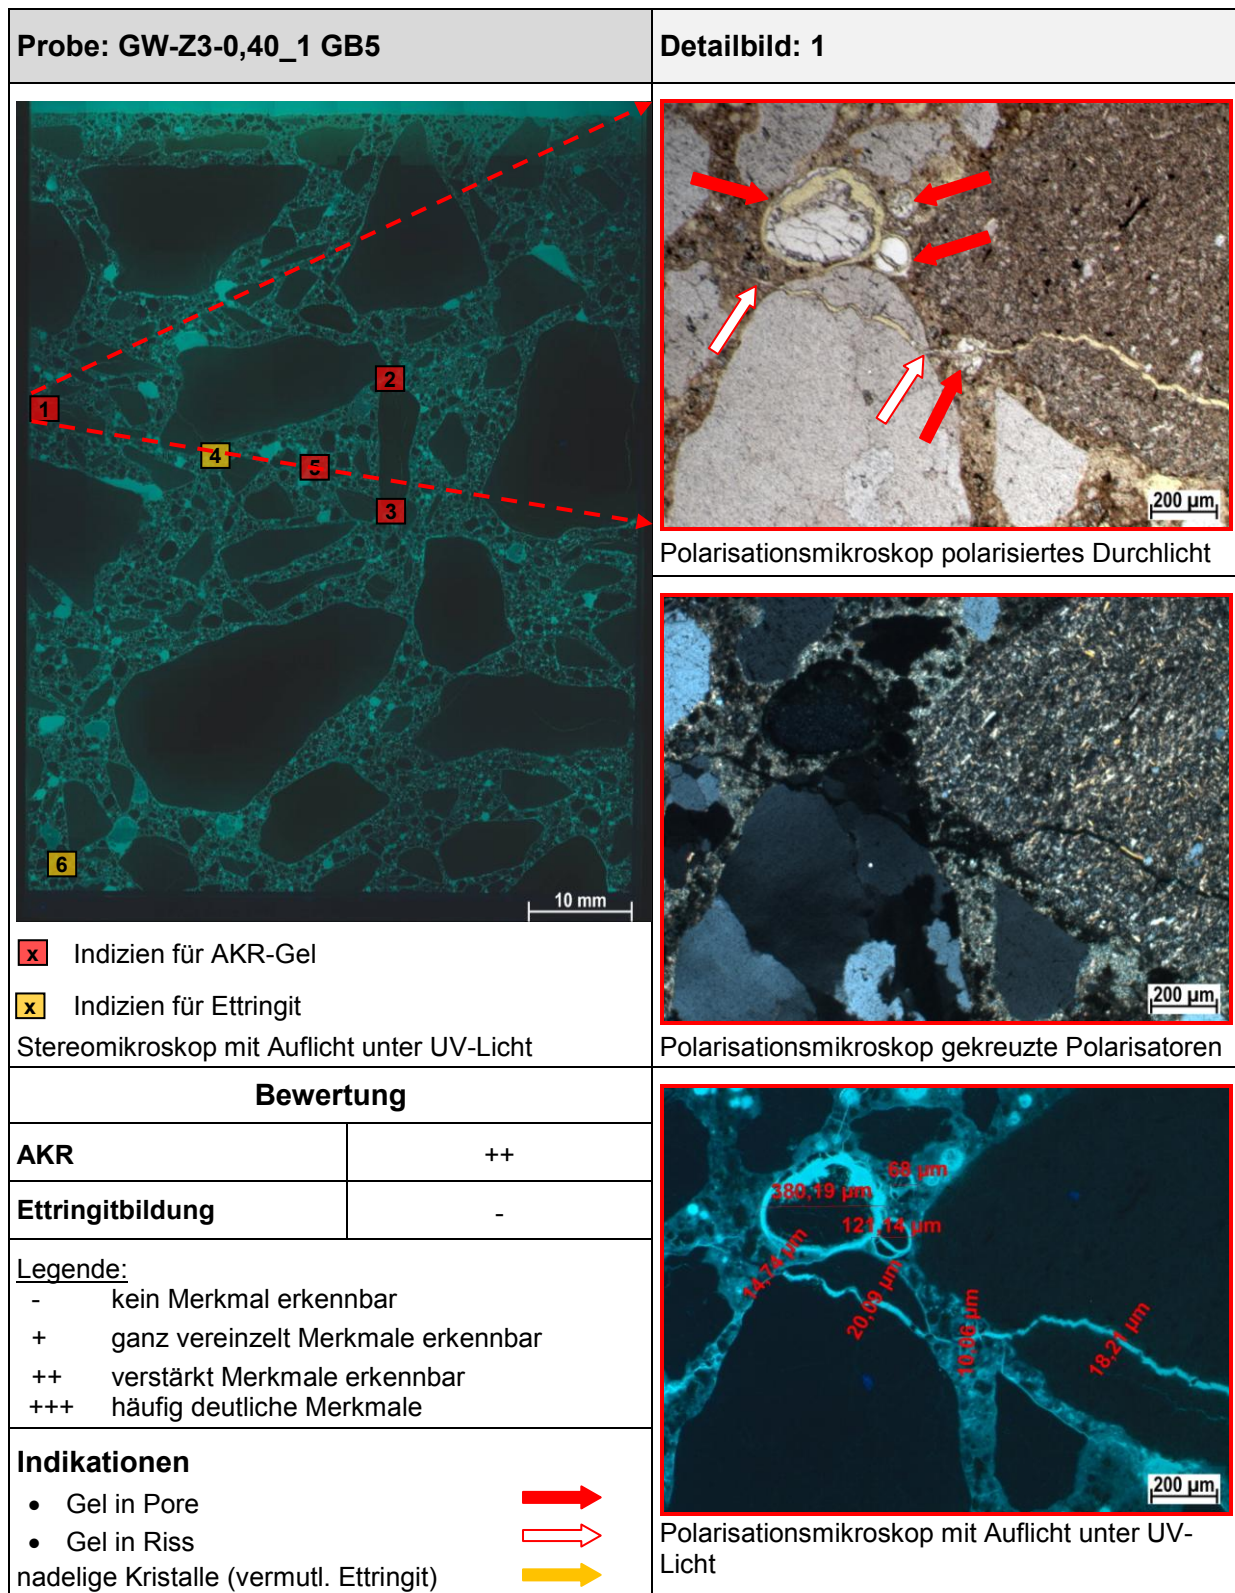 Probe: GW-Z3-0,40_1 GB5
Detailbild: 1
1
2
3
4
5
6
10 mm
x Indizien für AKR-Gel
x Indizien für Ettringit
Stereomikroskop mit Auflicht unter UV-Licht
200 µm
Polarisationsmikroskop polarisiertes Durchlicht
200 µm
Polarisationsmikroskop gekreuzte Polarisatoren
Bewertung
AKR ++
Ettringitbildung -
Legende:
- kein Merkmal erkennbar
+ ganz vereinzelt Merkmale erkennbar
++ verstärkt Merkmale erkennbar
+++ häufig deutliche Merkmale
Indikationen
• Gel in Pore
• Gel in Riss
nadelige Kristalle (vermutl. Ettringit)
68 µm
380,19 µm
121,14 µm
14,74 µm
20,09 µm
10,06 µm
18,21 µm
200 µm
Polarisationsmikroskop mit Auflicht unter UV-
Licht